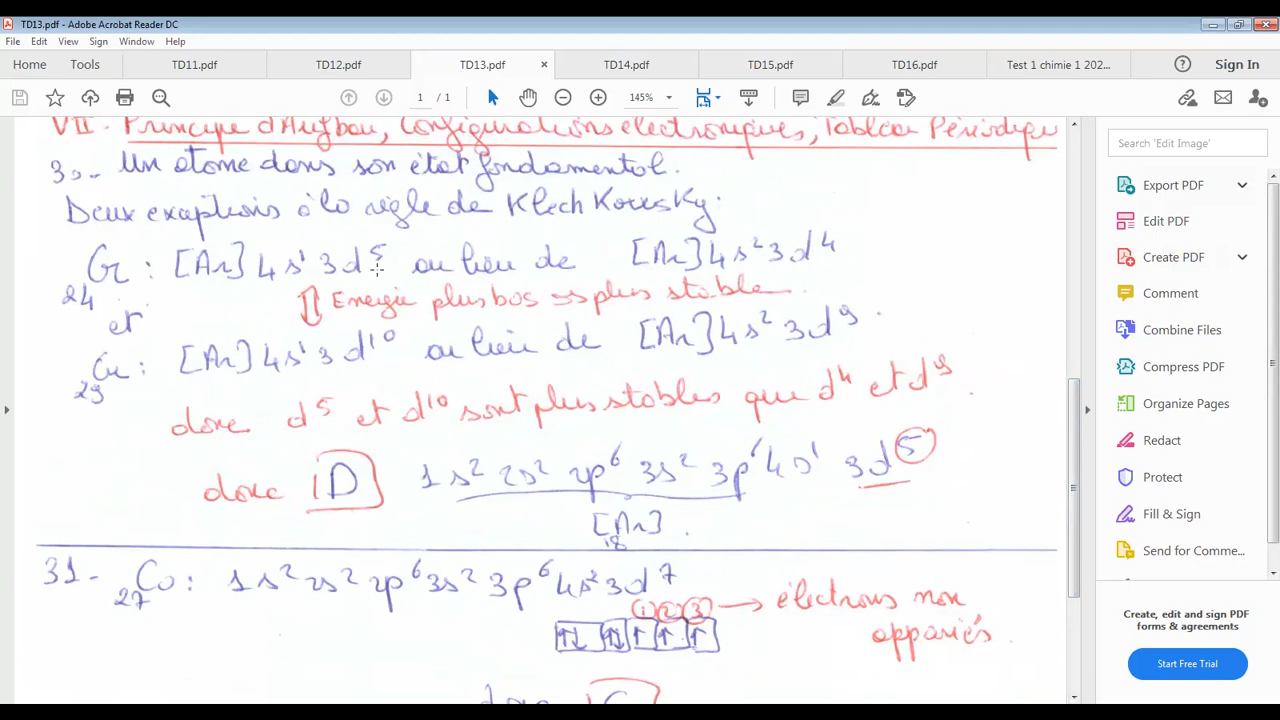 TD13.pdf - Adobe Acrobat Reader DC
File Edit View Sign Window Help
Home Tools TD11.pdf TD12.pdf TD13.pdf × TD14.pdf TD15.pdf TD16.pdf Test 1 chimie 1 202... Sign In
1 / 1 145%
VII - Principe d'Aufbau, Configurations électroniques, Tableau Périodique
30.- Un atome dans son état fondamental.
Deux exceptions à la règle de KlechKowsky:
24Cr : [Ar] 4s¹ 3d⁵ au lieu de [Ar] 4s² 3d⁴
et
Energie plus bas ⇒ plus stable
29Cu : [Ar] 4s¹ 3d¹⁰ au lieu de [Ar] 4s² 3d⁹.
donc d⁵ et d¹⁰ sont plus stables que d⁴ et d⁹.
donc D 1s² 2s² 2p⁶ 3s² 3p⁶ 4s¹ 3d⁵
[Ar]
18
31- 27Co : 1s² 2s² 2p⁶ 3s² 3p⁶ 4s² 3d⁷
① ② ③ → électrons non
appariés
↑↓ ↑↓ ↑ ↑ ↑
donc C
Search 'Embed Image'
Export PDF
Edit PDF
Create PDF
Comment
Combine Files
Compress PDF
Organize Pages
Redact
Protect
Fill & Sign
Send for Comme...
Create, edit and sign PDF
forms & agreements
Start Free Trial